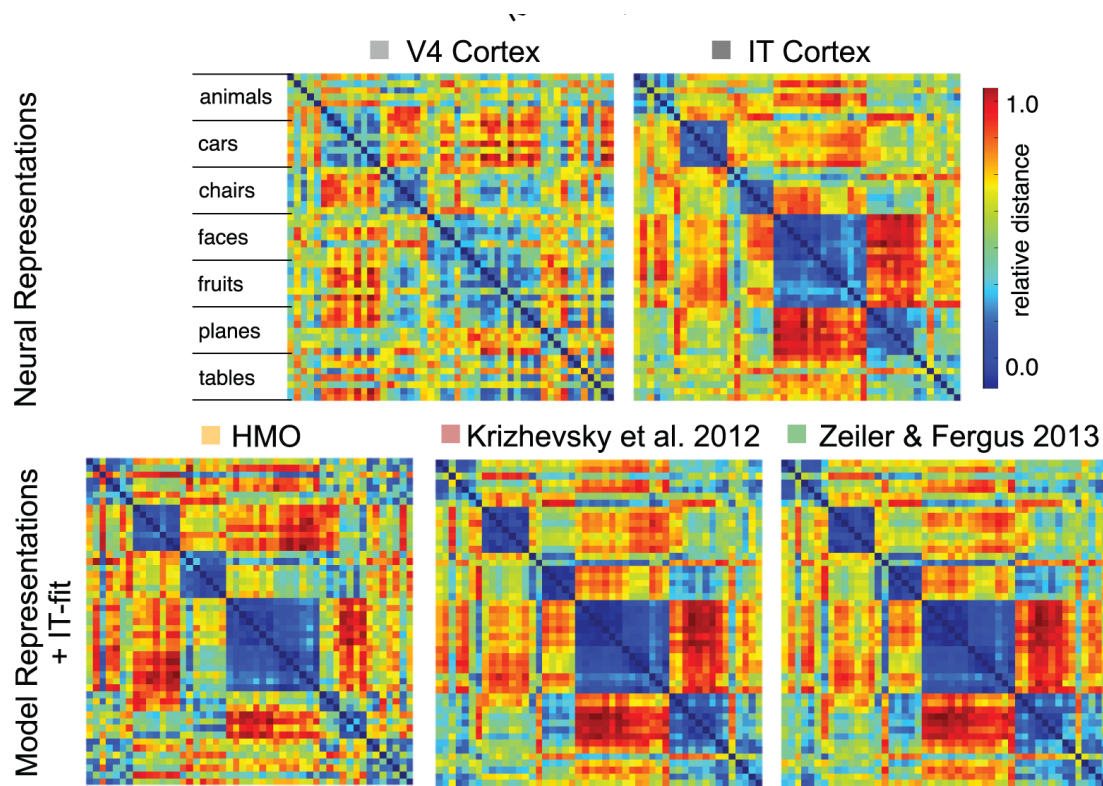 V4 Cortex
IT Cortex
Neural Representations
animals
cars
chairs
faces
fruits
planes
tables
1.0
relative distance
0.0
HMO
Krizhevsky et al. 2012
Zeiler & Fergus 2013
Model Representations
+ IT-fit